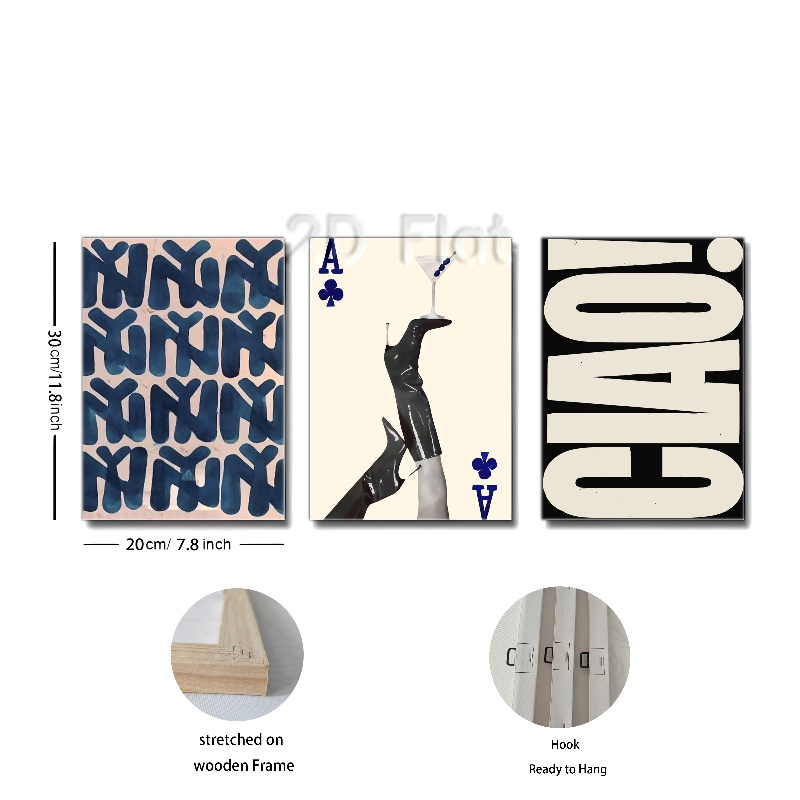 2D Flat
A
A
CIAO!
30cm/11.8inch
20cm/ 7.8 inch
stretched on
wooden Frame
Hook
Ready to Hang